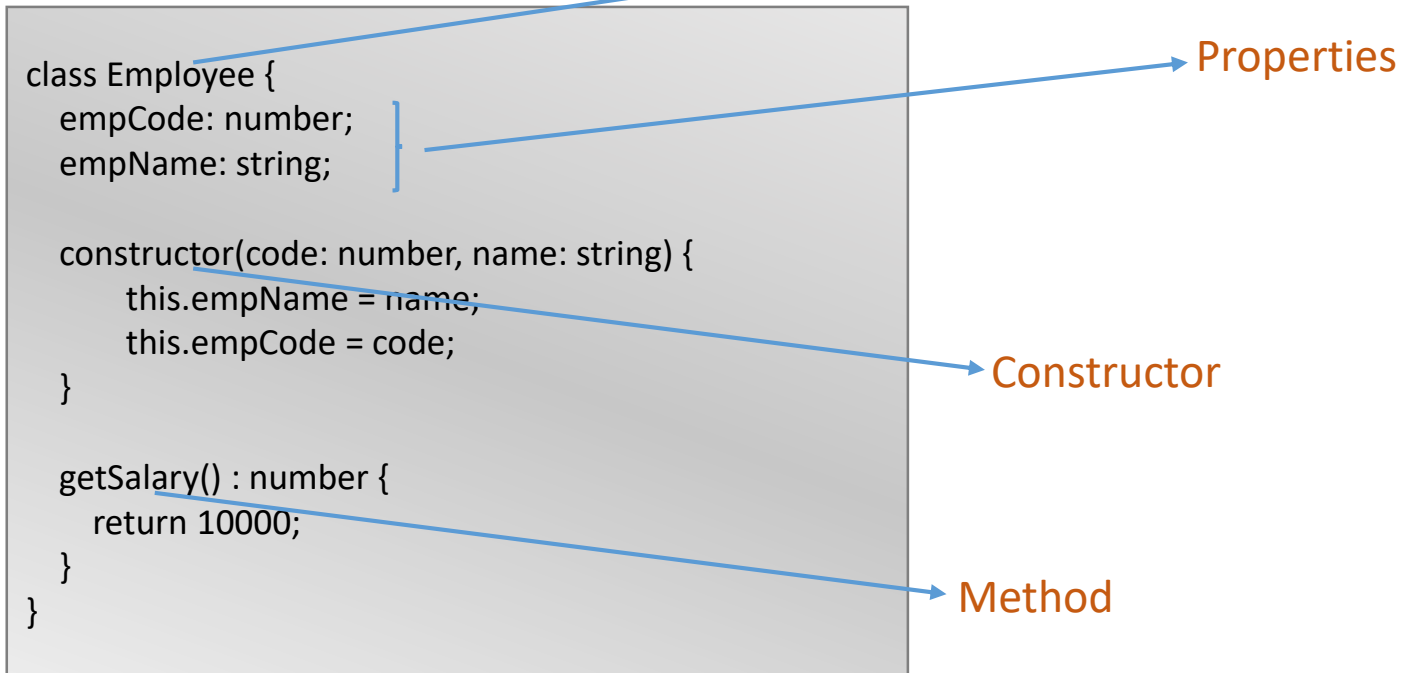 class Employee {
empCode: number;
empName: string;
constructor(code: number, name: string) {
this.empName = name;
this.empCode = code;
}
getSalary() : number {
return 10000;
}
}
Properties
Constructor
Method